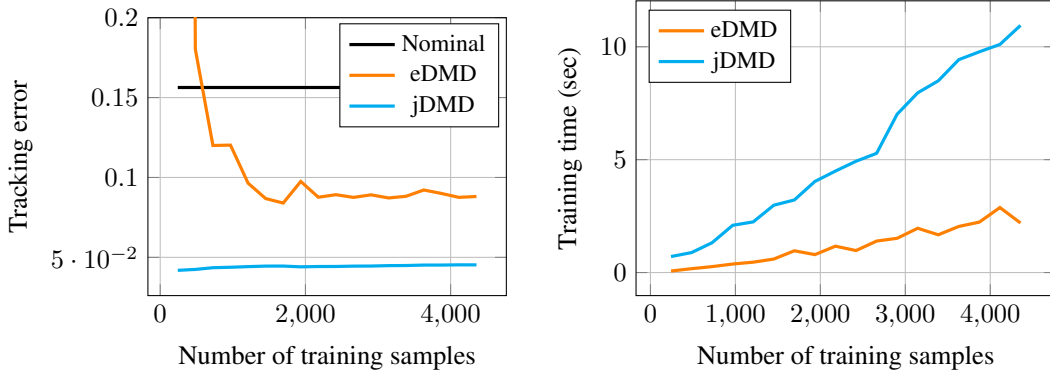 0.2
0.15
0.1
5 · 10⁻²
0
2,000
4,000
Tracking error
Number of training samples
Nominal
eDMD
jDMD
10
5
0
0
1,000
2,000
3,000
4,000
Training time (sec)
Number of training samples
eDMD
jDMD